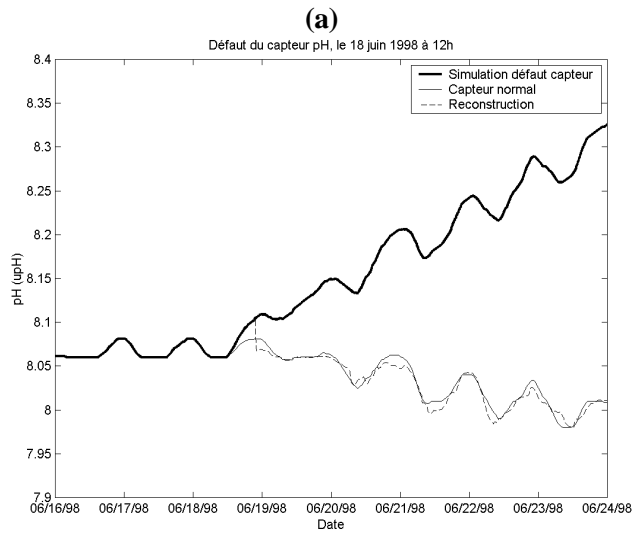 (a)
Défaut du capteur pH, le 18 juin 1998 à 12h
8.4
Simulation défaut capteur
Capteur normal
Reconstruction
8.35
8.3
8.25
8.2
8.15
8.1
8.05
8
7.95
7.9
pH (upH)
06/16/98 06/17/98 06/18/98 06/19/98 06/20/98 06/21/98 06/22/98 06/23/98 06/24/98
Date